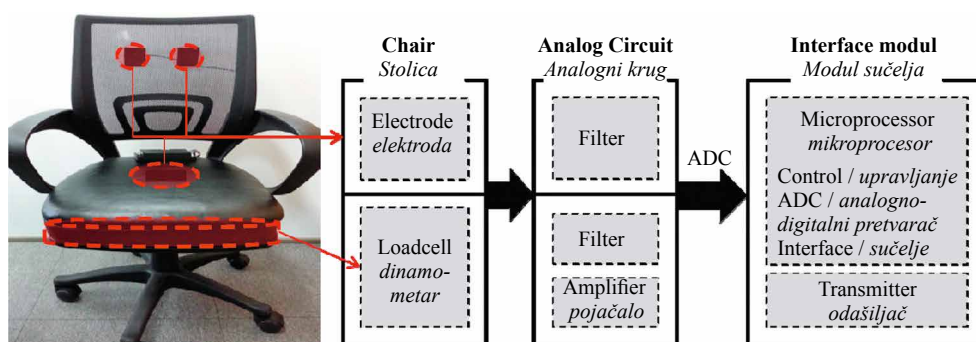 Chair
Stolica
Electrode
elektroda
Loadcell
dinamo-
metar
Analog Circuit
Analogni krug
Filter
Filter
Amplifier
pojačalo
ADC
Interface modul
Modul sučelja
Microprocessor
mikroprocesor
Control / upravljanje
ADC / analogno-
digitalni pretvarač
Interface / sučelje
Transmitter
odašiljač